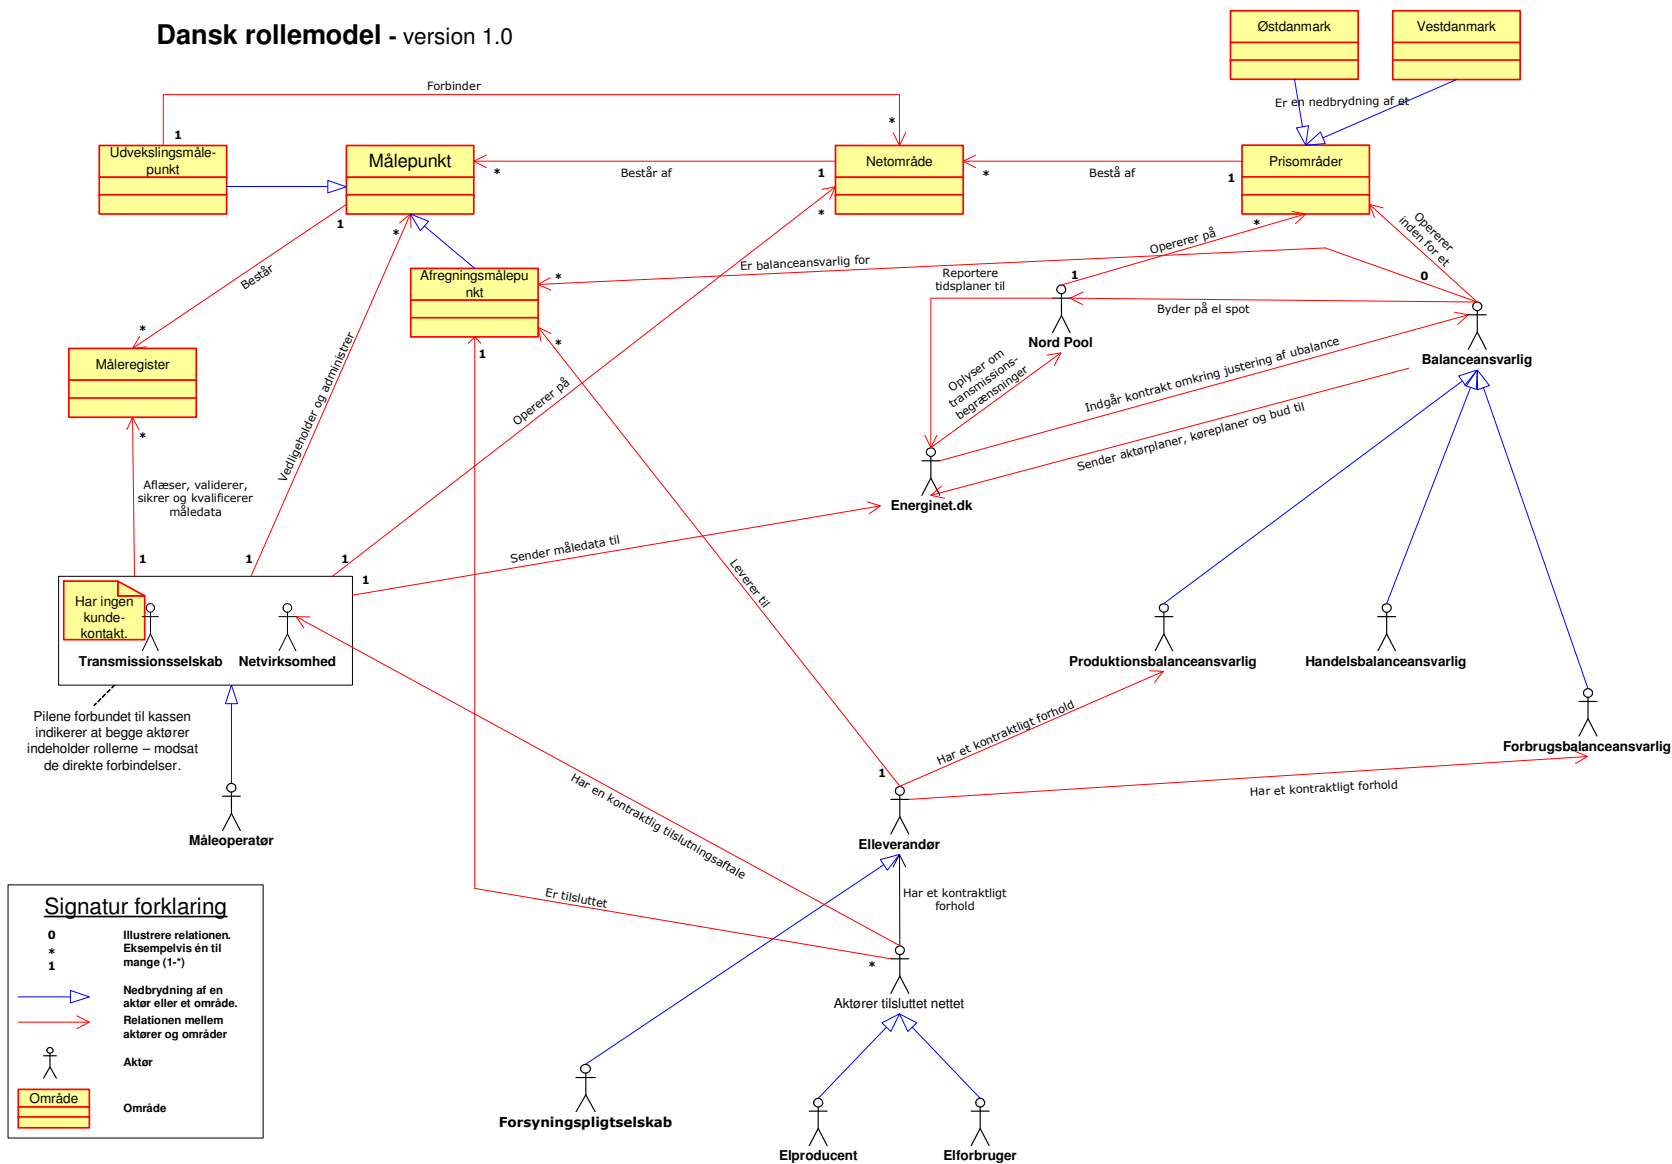 Dansk rollemodel - version 1.0
Østdanmark
Vestdanmark
Er en nedbrydning af et
Forbinder
1
*
Udvekslingsmåle-
punkt
Målepunkt
Netområde
Prisområder
*
Består af
1
*
Bestå af
1
1
*
*
*
Opererer
inden for et
Opererer på
Består
Afregningsmålepu
nkt
*
Er balanceansvarlig for
Reportere
tidsplaner til
1
0
Byder på el spot
Nord Pool
Balanceansvarlig
*
Måleregister
*
1
*
Vedligeholder og administrer
Opererer på
Oplyser om
transmissions-
begrænsninger
Indgår kontrakt omkring justering af ubalance
Sender aktørplaner, køreplaner og bud til
Energinet.dk
Aflæser, validerer,
sikrer og kvalificerer
måledata
1
1
1
1
Sender måledata til
Leverer til
Har ingen
kunde-
kontakt.
Transmissionsselskab
Netvirksomhed
Produktionsbalanceansvarlig
Handelsbalanceansvarlig
Forbrugsbalanceansvarlig
Pilene forbundet til kassen
indikerer at begge aktører
indeholder rollerne – modsat
de direkte forbindelser.
Måleoperatør
Har en kontraktlig tilslutningsaftale
Har et kontraktligt forhold
1
Har et kontraktligt forhold
Elleverandør
Har et kontraktligt
forhold
Er tilsluttet
*
Aktører tilsluttet nettet
Forsyningspligtselskab
Elproducent
Elforbruger
Signatur forklaring
0
*
1
Illustrere relationen.
Eksempelvis én til
mange (1-*)
Nedbrydning af en
aktør eller et område.
Relationen mellem
aktører og områder
Aktør
Område
Område